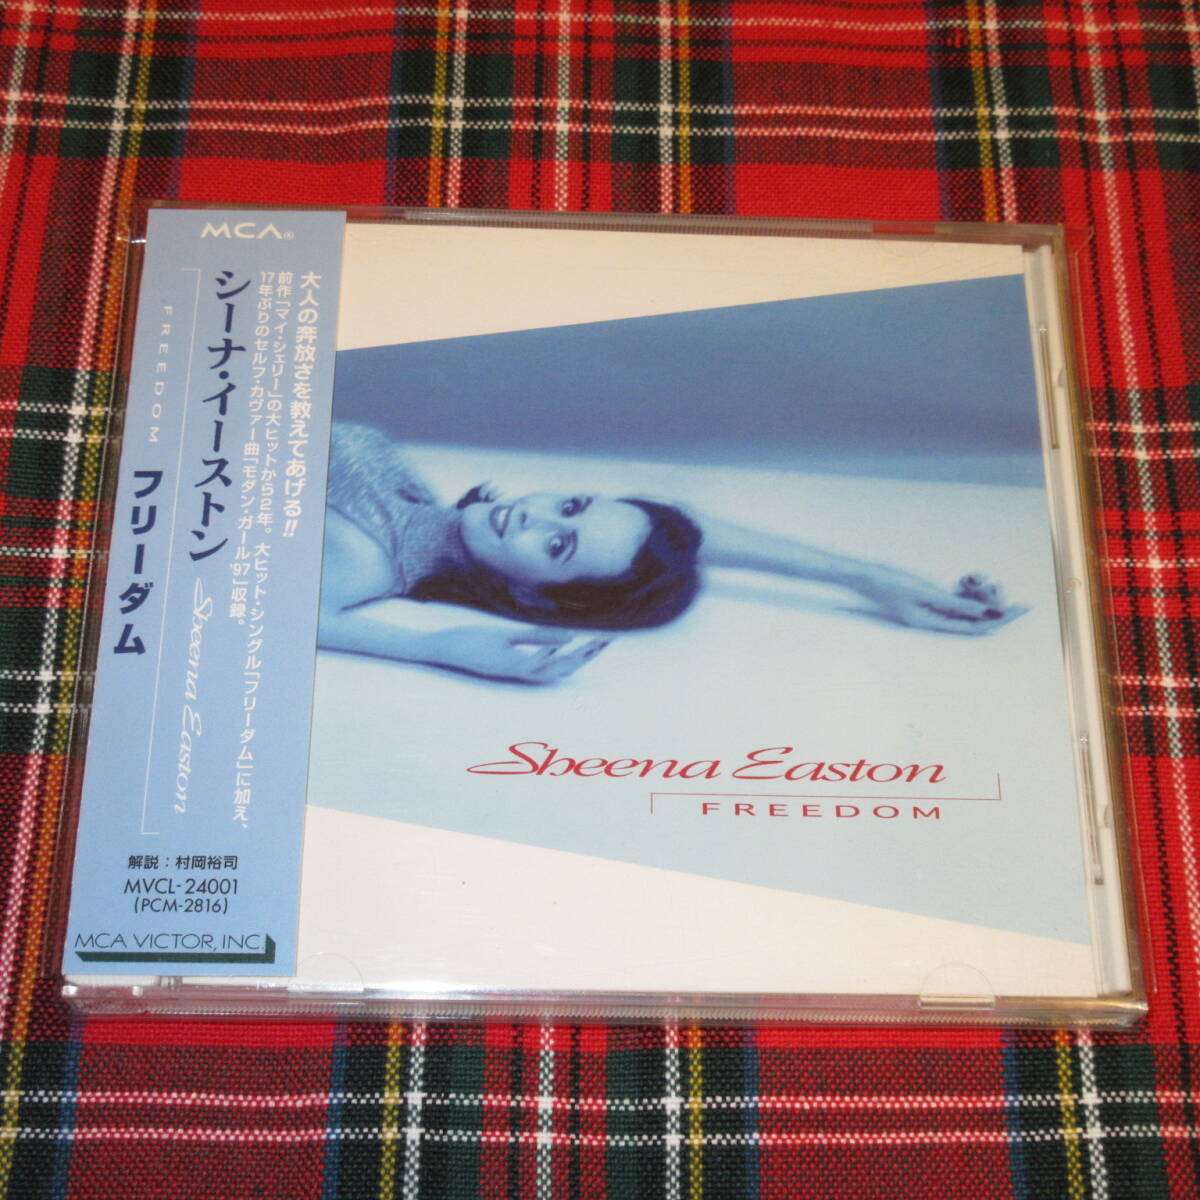 MCA®
大人の奔放さを教えてあげる!!
前作「マイ・シェリー」の大ヒットから2年。大ヒット・シングル「フリーダム」に加え、
17年ぶりのセルフ・カヴァー曲「モダン・ガール'97」収録。
シーナ・イーストン
Sheena Easton
FREEDOM
フリーダム
解説：村岡裕司
MVCL-24001
(PCM-2816)
MCA VICTOR, INC.
Sheena Easton
FREEDOM